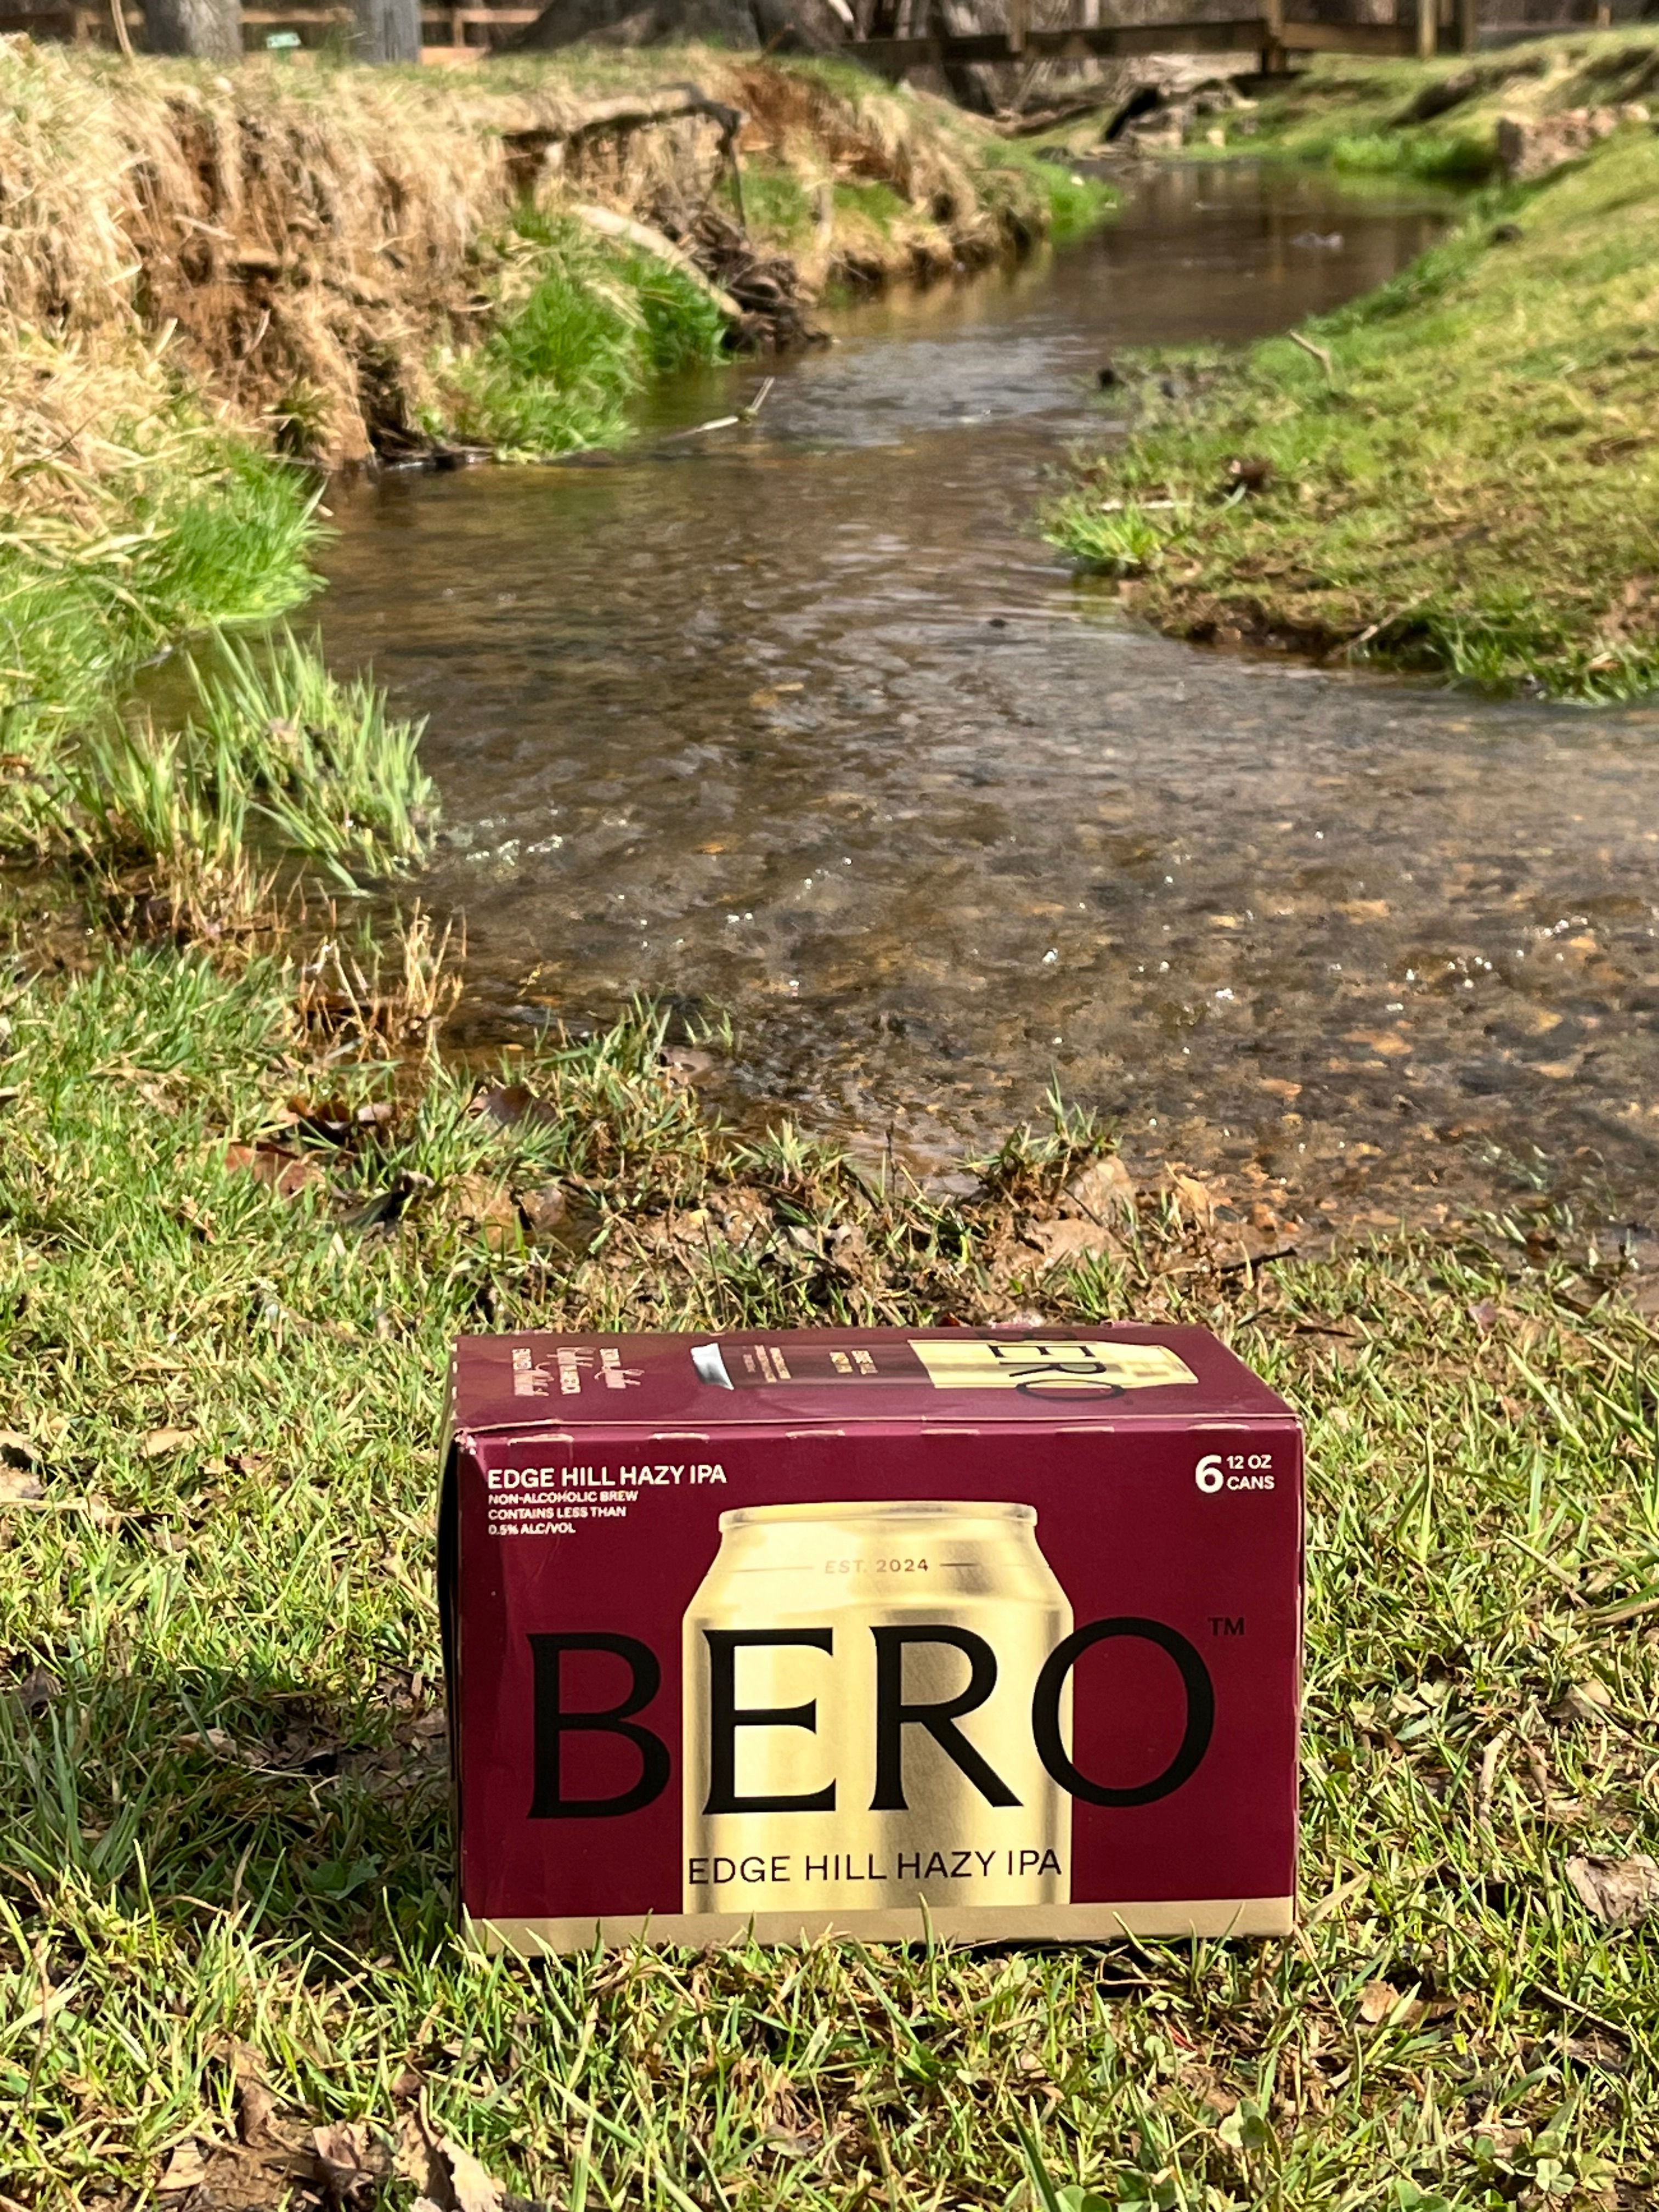 BERO
EDGE HILL HAZY IPA
NON-ALCOHOLIC BREW
CONTAINS LESS THAN
0.5% ALC/VOL
6 12 OZ
CANS
EST. 2024
BERO™
EDGE HILL HAZY IPA